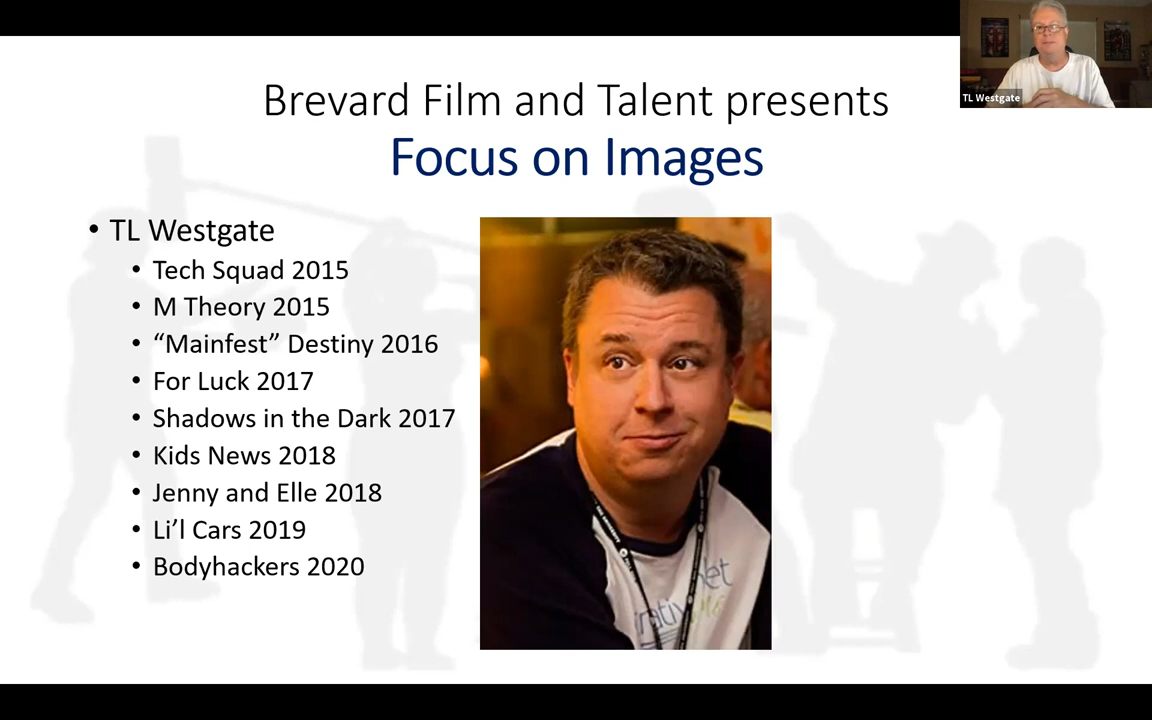 Brevard Film and Talent presents
Focus on Images
TL Westgate
• TL Westgate
• Tech Squad 2015
• M Theory 2015
• “Mainfest” Destiny 2016
• For Luck 2017
• Shadows in the Dark 2017
• Kids News 2018
• Jenny and Elle 2018
• Li’l Cars 2019
• Bodyhackers 2020